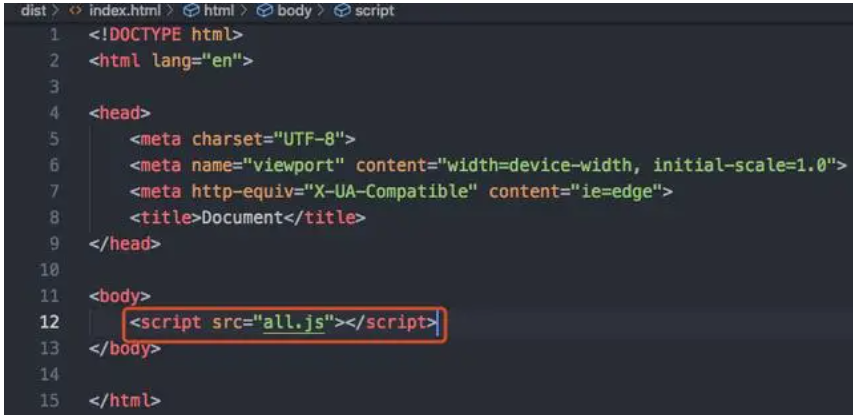 dist > index.html > html > body > script
1 <!DOCTYPE html>
2 <html lang="en">
3
4 <head>
5 <meta charset="UTF-8">
6 <meta name="viewport" content="width=device-width, initial-scale=1.0">
7 <meta http-equiv="X-UA-Compatible" content="ie=edge">
8 <title>Document</title>
9 </head>
10
11 <body>
12 <script src="all.js"></script>
13 </body>
14
15 </html>